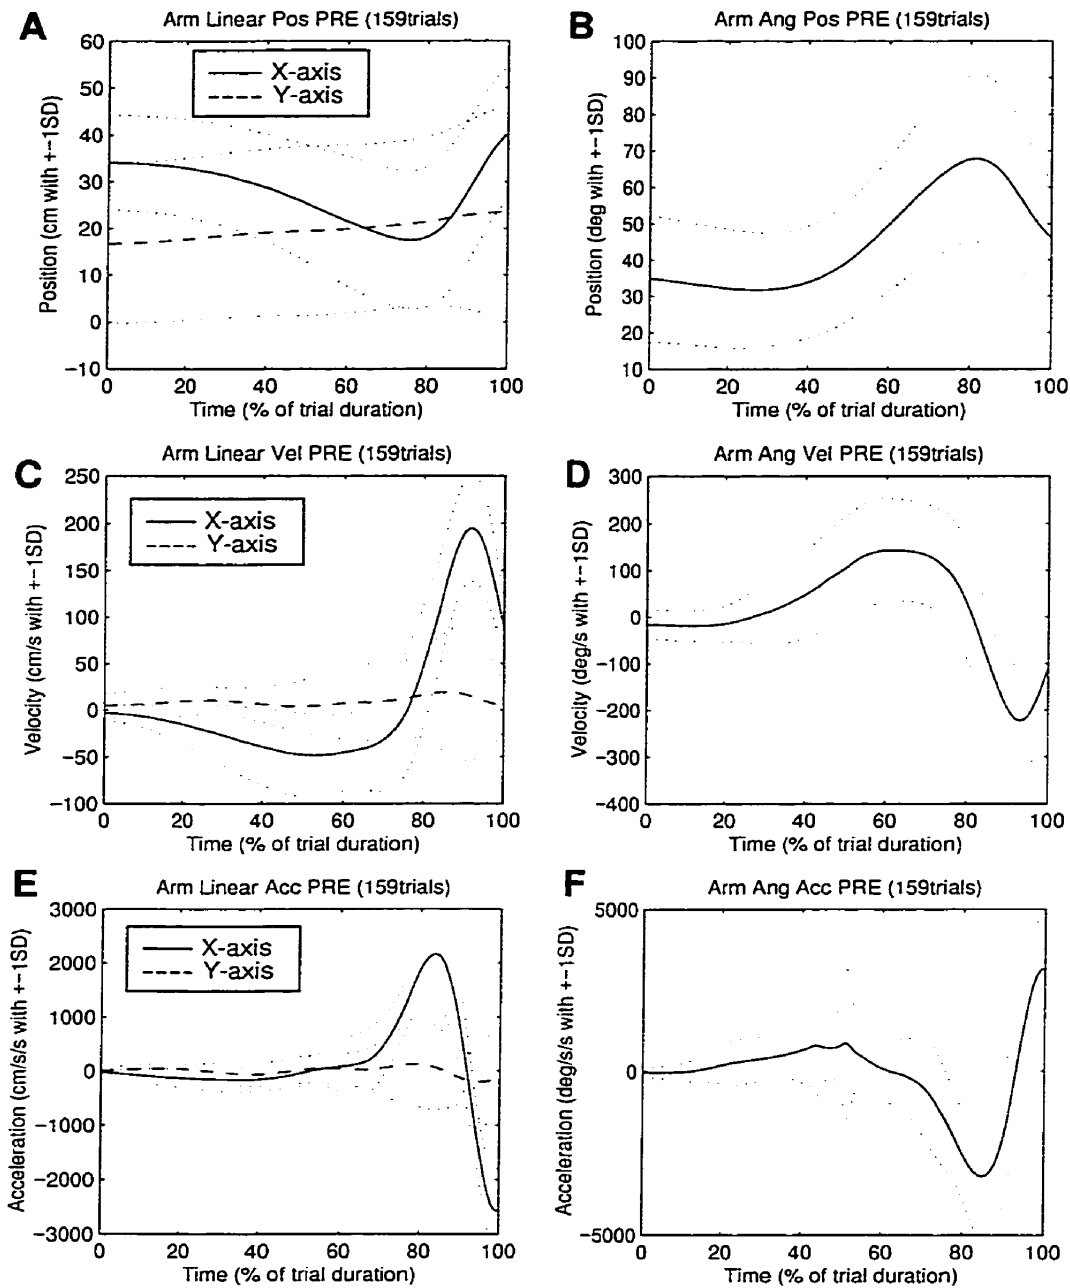 A
Arm Linear Pos PRE (159trials)
Position (cm with +-1SD)
60
50
40
30
20
10
0
-10
X-axis
Y-axis
0 20 40 60 80 100
Time (% of trial duration)
B
Arm Ang Pos PRE (159trials)
Position (deg with +-1SD)
100
90
80
70
60
50
40
30
20
10
0 20 40 60 80 100
Time (% of trial duration)
C
Arm Linear Vel PRE (159trials)
Velocity (cm/s with +-1SD)
250
200
150
100
50
0
-50
-100
X-axis
Y-axis
0 20 40 60 80 100
Time (% of trial duration)
D
Arm Ang Vel PRE (159trials)
Velocity (deg/s with +-1SD)
300
200
100
0
-100
-200
-300
-400
0 20 40 60 80 100
Time (% of trial duration)
E
Arm Linear Acc PRE (159trials)
Acceleration (cm/s/s with +-1SD)
3000
2000
1000
0
-1000
-2000
-3000
X-axis
Y-axis
0 20 40 60 80 100
Time (% of trial duration)
F
Arm Ang Acc PRE (159trials)
Acceleration (deg/s/s with +-1SD)
5000
0
-5000
0 20 40 60 80 100
Time (% of trial duration)